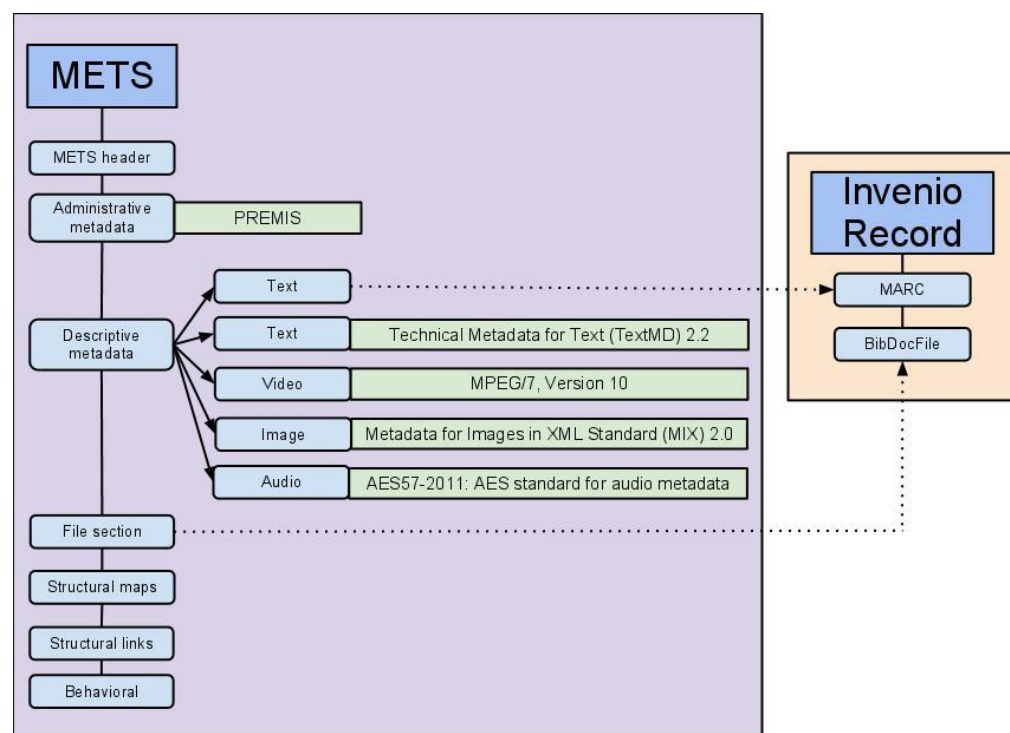 METS
METS header
Administrative
metadata
PREMIS
Descriptive
metadata
Text
Text
Technical Metadata for Text (TextMD) 2.2
Video
MPEG/7, Version 10
Image
Metadata for Images in XML Standard (MIX) 2.0
Audio
AES57-2011: AES standard for audio metadata
File section
Structural maps
Structural links
Behavioral
Invenio
Record
MARC
BibDocFile